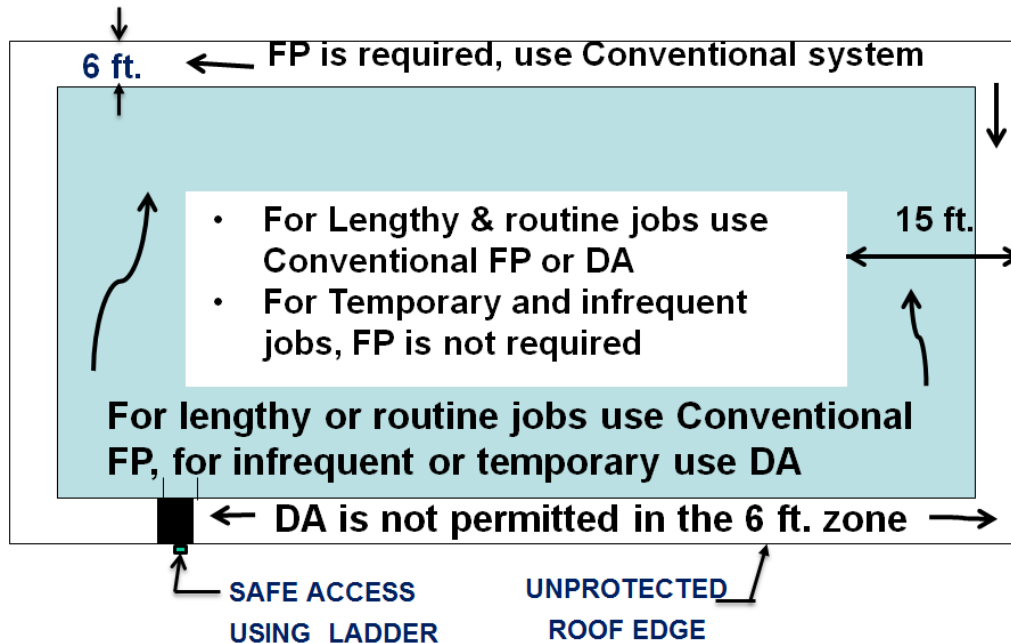 6 ft.
FP is required, use Conventional system
15 ft.
• For Lengthy & routine jobs use
Conventional FP or DA
• For Temporary and infrequent
jobs, FP is not required
For lengthy or routine jobs use Conventional
FP, for infrequent or temporary use DA
DA is not permitted in the 6 ft. zone
SAFE ACCESS
USING LADDER
UNPROTECTED
ROOF EDGE